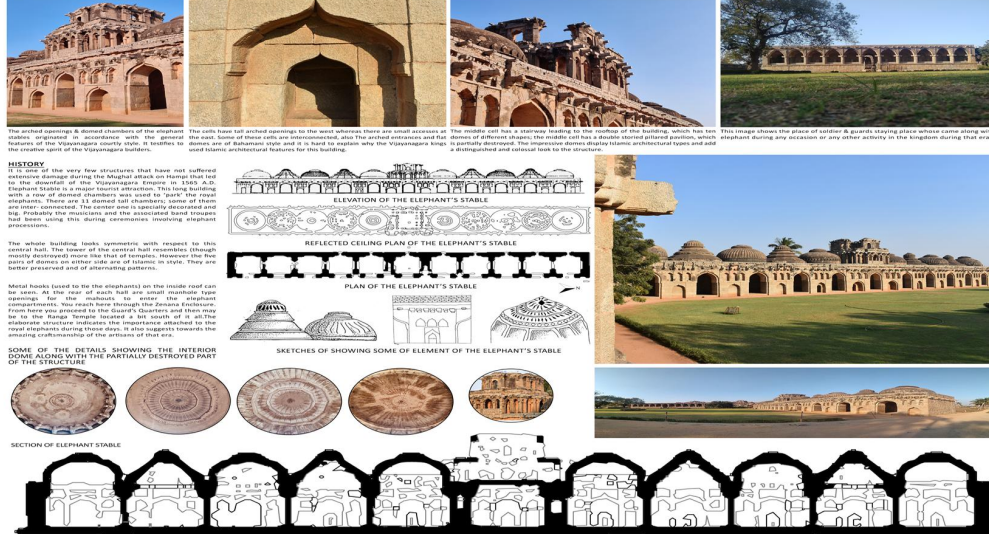 The arched openings & domed chambers of the elephant
stables originated in accordance with the general
features of the Vijayanagara courtly style. It testifies to
the creative spirit of the Vijayanagara builders.
The cells have tall arched openings to the west whereas there are small accesses at
the east. Some of these cells are interconnected, also The arched entrances and flat
domes are of Bahamani style and it is hard to explain why the Vijayanagara kings
used Islamic architectural features for this building.
The middle cell has a stairway leading to the rooftop of the building, which has ten
domes of different shapes; the middle cell has a double storied pillared pavilion, which
is partially destroyed. The impressive domes display Islamic architectural types and add
a distinguished and colossal look to the structure.
This image shows the place of soldier & guards staying place whose came along wi
elephant during any occasion or any other activity in the kingdom during that era
HISTORY
It is one of the very few structures that have not suffered
extensive damage during the Mughal attack on Hampi that led
to the downfall of the Vijayanagara Empire in 1565 A.D.
Elephant Stable is a major tourist attraction. This long building
with a row of domed chambers was used to 'park' the royal
elephants. There are 11 domed tall chambers; some of them
are inter- connected. The center one is specially decorated and
big. Probably the musicians and the associated band troupes
had been using this during ceremonies involving elephant
processions.
The whole building looks symmetric with respect to this
central hall. The tower of the central hall resembles (though
mostly destroyed) more like that of temples. However the five
pairs of domes on either side are of Islamic in style. They are
better preserved and of alternating patterns.
Metal hooks (used to tie the elephants) on the inside roof can
be seen. At the rear of each hall are small manhole type
openings for the mahouts to enter the elephant
compartments. You reach here through the Zenana Enclosure.
From here you proceed to the Guard's Quarters and then may
be to the Ranga Temple located a bit south of it all.The
elaborate structure indicates the importance attached to the
royal elephants during those days. It also suggests towards the
amazing craftsmanship of the artisans of that era.
ELEVATION OF THE ELEPHANT'S STABLE
REFLECTED CEILING PLAN OF THE ELEPHANT'S STABLE
PLAN OF THE ELEPHANT'S STABLE
N
SKETCHES OF SHOWING SOME OF ELEMENT OF THE ELEPHANT'S STABLE
SOME OF THE DETAILS SHOWING THE INTERIOR
DOME ALONG WITH THE PARTIALLY DESTROYED PART
OF THE STRUCTURE
SECTION OF ELEPHANT STABLE